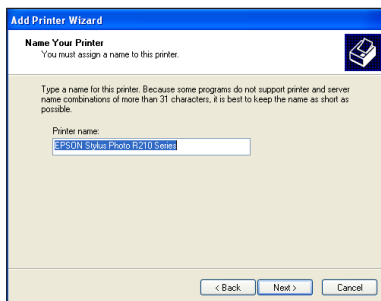 Add Printer Wizard
Name Your Printer
You must assign a name to this printer.
Type a name for this printer. Because some programs do not support printer and server
name combinations of more than 31 characters, it is best to keep the name as short as
possible.
Printer name:
EPSON Stylus Photo R210 Series
< Back
Next >
Cancel